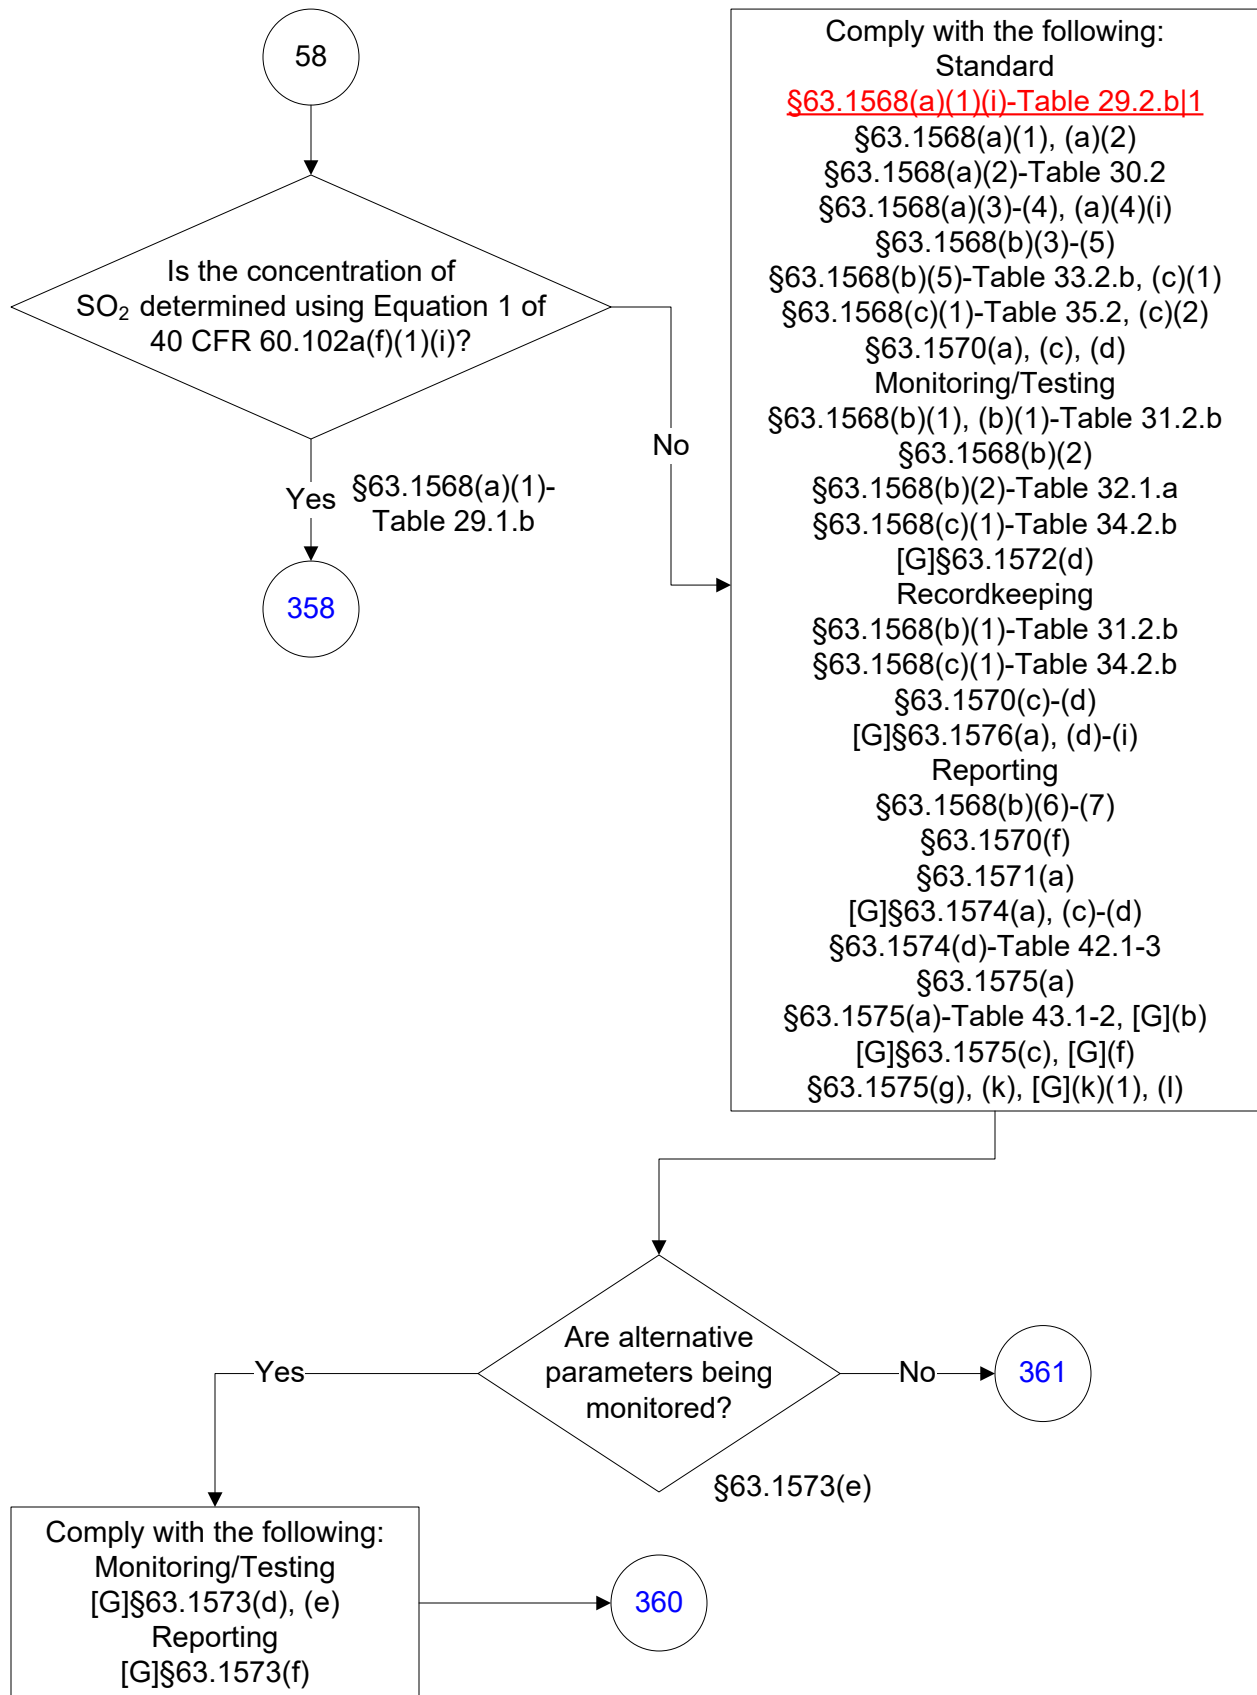 58
Is the concentration of
SO₂ determined using Equation 1 of
40 CFR 60.102a(f)(1)(i)?
Yes
§63.1568(a)(1)-
Table 29.1.b
358
No
Comply with the following:
Standard
§63.1568(a)(1)(i)-Table 29.2.b|1
§63.1568(a)(1), (a)(2)
§63.1568(a)(2)-Table 30.2
§63.1568(a)(3)-(4), (a)(4)(i)
§63.1568(b)(3)-(5)
§63.1568(b)(5)-Table 33.2.b, (c)(1)
§63.1568(c)(1)-Table 35.2, (c)(2)
§63.1570(a), (c), (d)
Monitoring/Testing
§63.1568(b)(1), (b)(1)-Table 31.2.b
§63.1568(b)(2)
§63.1568(b)(2)-Table 32.1.a
§63.1568(c)(1)-Table 34.2.b
[G]§63.1572(d)
Recordkeeping
§63.1568(b)(1)-Table 31.2.b
§63.1568(c)(1)-Table 34.2.b
§63.1570(c)-(d)
[G]§63.1576(a), (d)-(i)
Reporting
§63.1568(b)(6)-(7)
§63.1570(f)
§63.1571(a)
[G]§63.1574(a), (c)-(d)
§63.1574(d)-Table 42.1-3
§63.1575(a)
§63.1575(a)-Table 43.1-2, [G](b)
[G]§63.1575(c), [G](f)
§63.1575(g), (k), [G](k)(1), (l)
Are alternative
parameters being
monitored?
§63.1573(e)
No
361
Yes
Comply with the following:
Monitoring/Testing
[G]§63.1573(d), (e)
Reporting
[G]§63.1573(f)
360